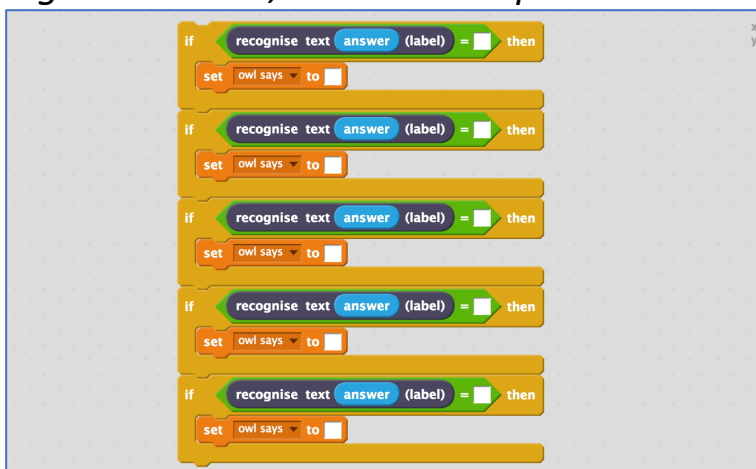 if recognise text answer (label) = then
set owl says to
if recognise text answer (label) = then
set owl says to
if recognise text answer (label) = then
set owl says to
if recognise text answer (label) = then
set owl says to
if recognise text answer (label) = then
set owl says to
x
y